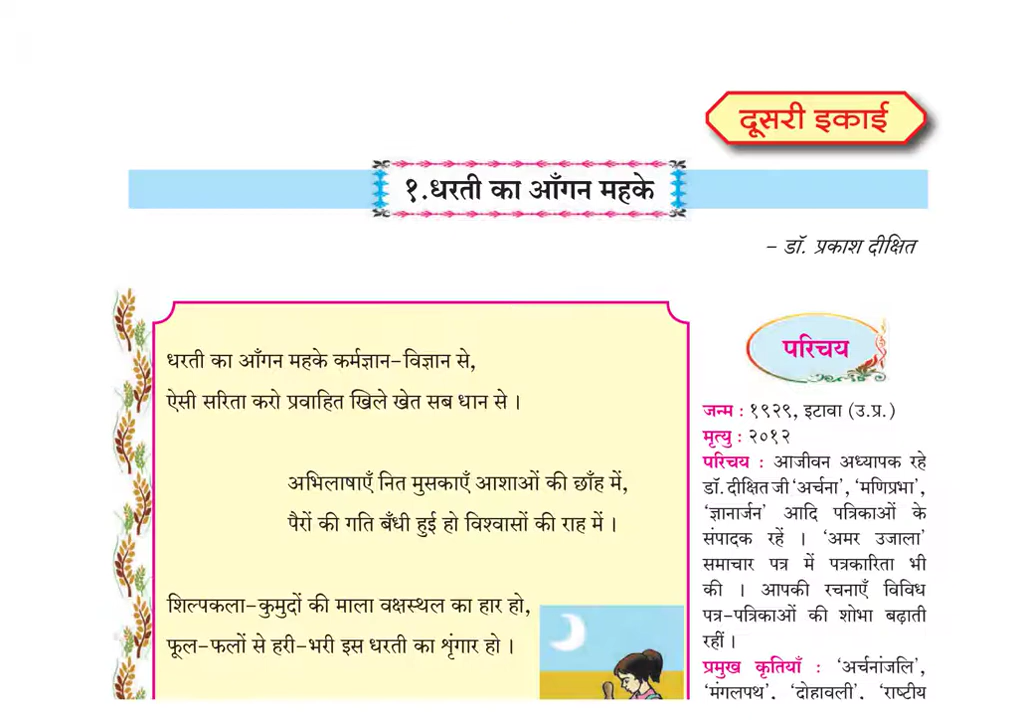 दूसरी इकाई
१.धरती का आँगन महके
– डॉ. प्रकाश दीक्षित
धरती का आँगन महके कर्मज्ञान-विज्ञान से,
ऐसी सरिता करो प्रवाहित खिले खेत सब धान से ।
अभिलाषाएँ नित मुसकाएँ आशाओं की छाँह में,
पैरों की गति बँधी हुई हो विश्वासों की राह में ।
शिल्पकला-कुमुदों की माला वक्षस्थल का हार हो,
फूल-फलों से हरी-भरी इस धरती का शृंगार हो ।
परिचय
जन्म : १९२९, इटावा (उ.प्र.)
मृत्यु : २०१२
परिचय : आजीवन अध्यापक रहे
डॉ. दीक्षित जी ‘अर्चना’, ‘मणिप्रभा’,
‘ज्ञानार्जन’ आदि पत्रिकाओं के
संपादक रहें । ‘अमर उजाला’
समाचार पत्र में पत्रकारिता भी
की । आपकी रचनाएँ विविध
पत्र-पत्रिकाओं की शोभा बढ़ाती
रहीं ।
प्रमुख कृतियाँ : ‘अर्चनांजलि’,
‘मंगलपथ’, ‘दोहावली’, ‘राष्टीय